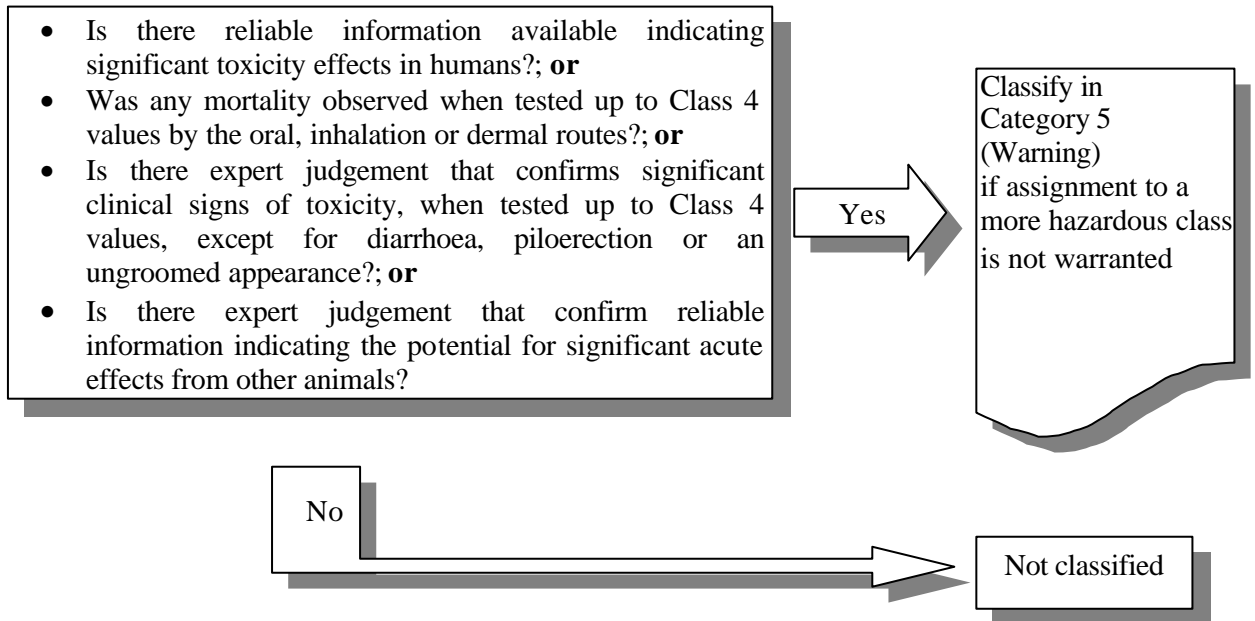 • Is there reliable information available indicating
significant toxicity effects in humans?; or
• Was any mortality observed when tested up to Class 4
values by the oral, inhalation or dermal routes?; or
• Is there expert judgement that confirms significant
clinical signs of toxicity, when tested up to Class 4
values, except for diarrhoea, piloerection or an
ungroomed appearance?; or
• Is there expert judgement that confirm reliable
information indicating the potential for significant acute
effects from other animals?
Yes
Classify in
Category 5
(Warning)
if assignment to a
more hazardous class
is not warranted
No
Not classified